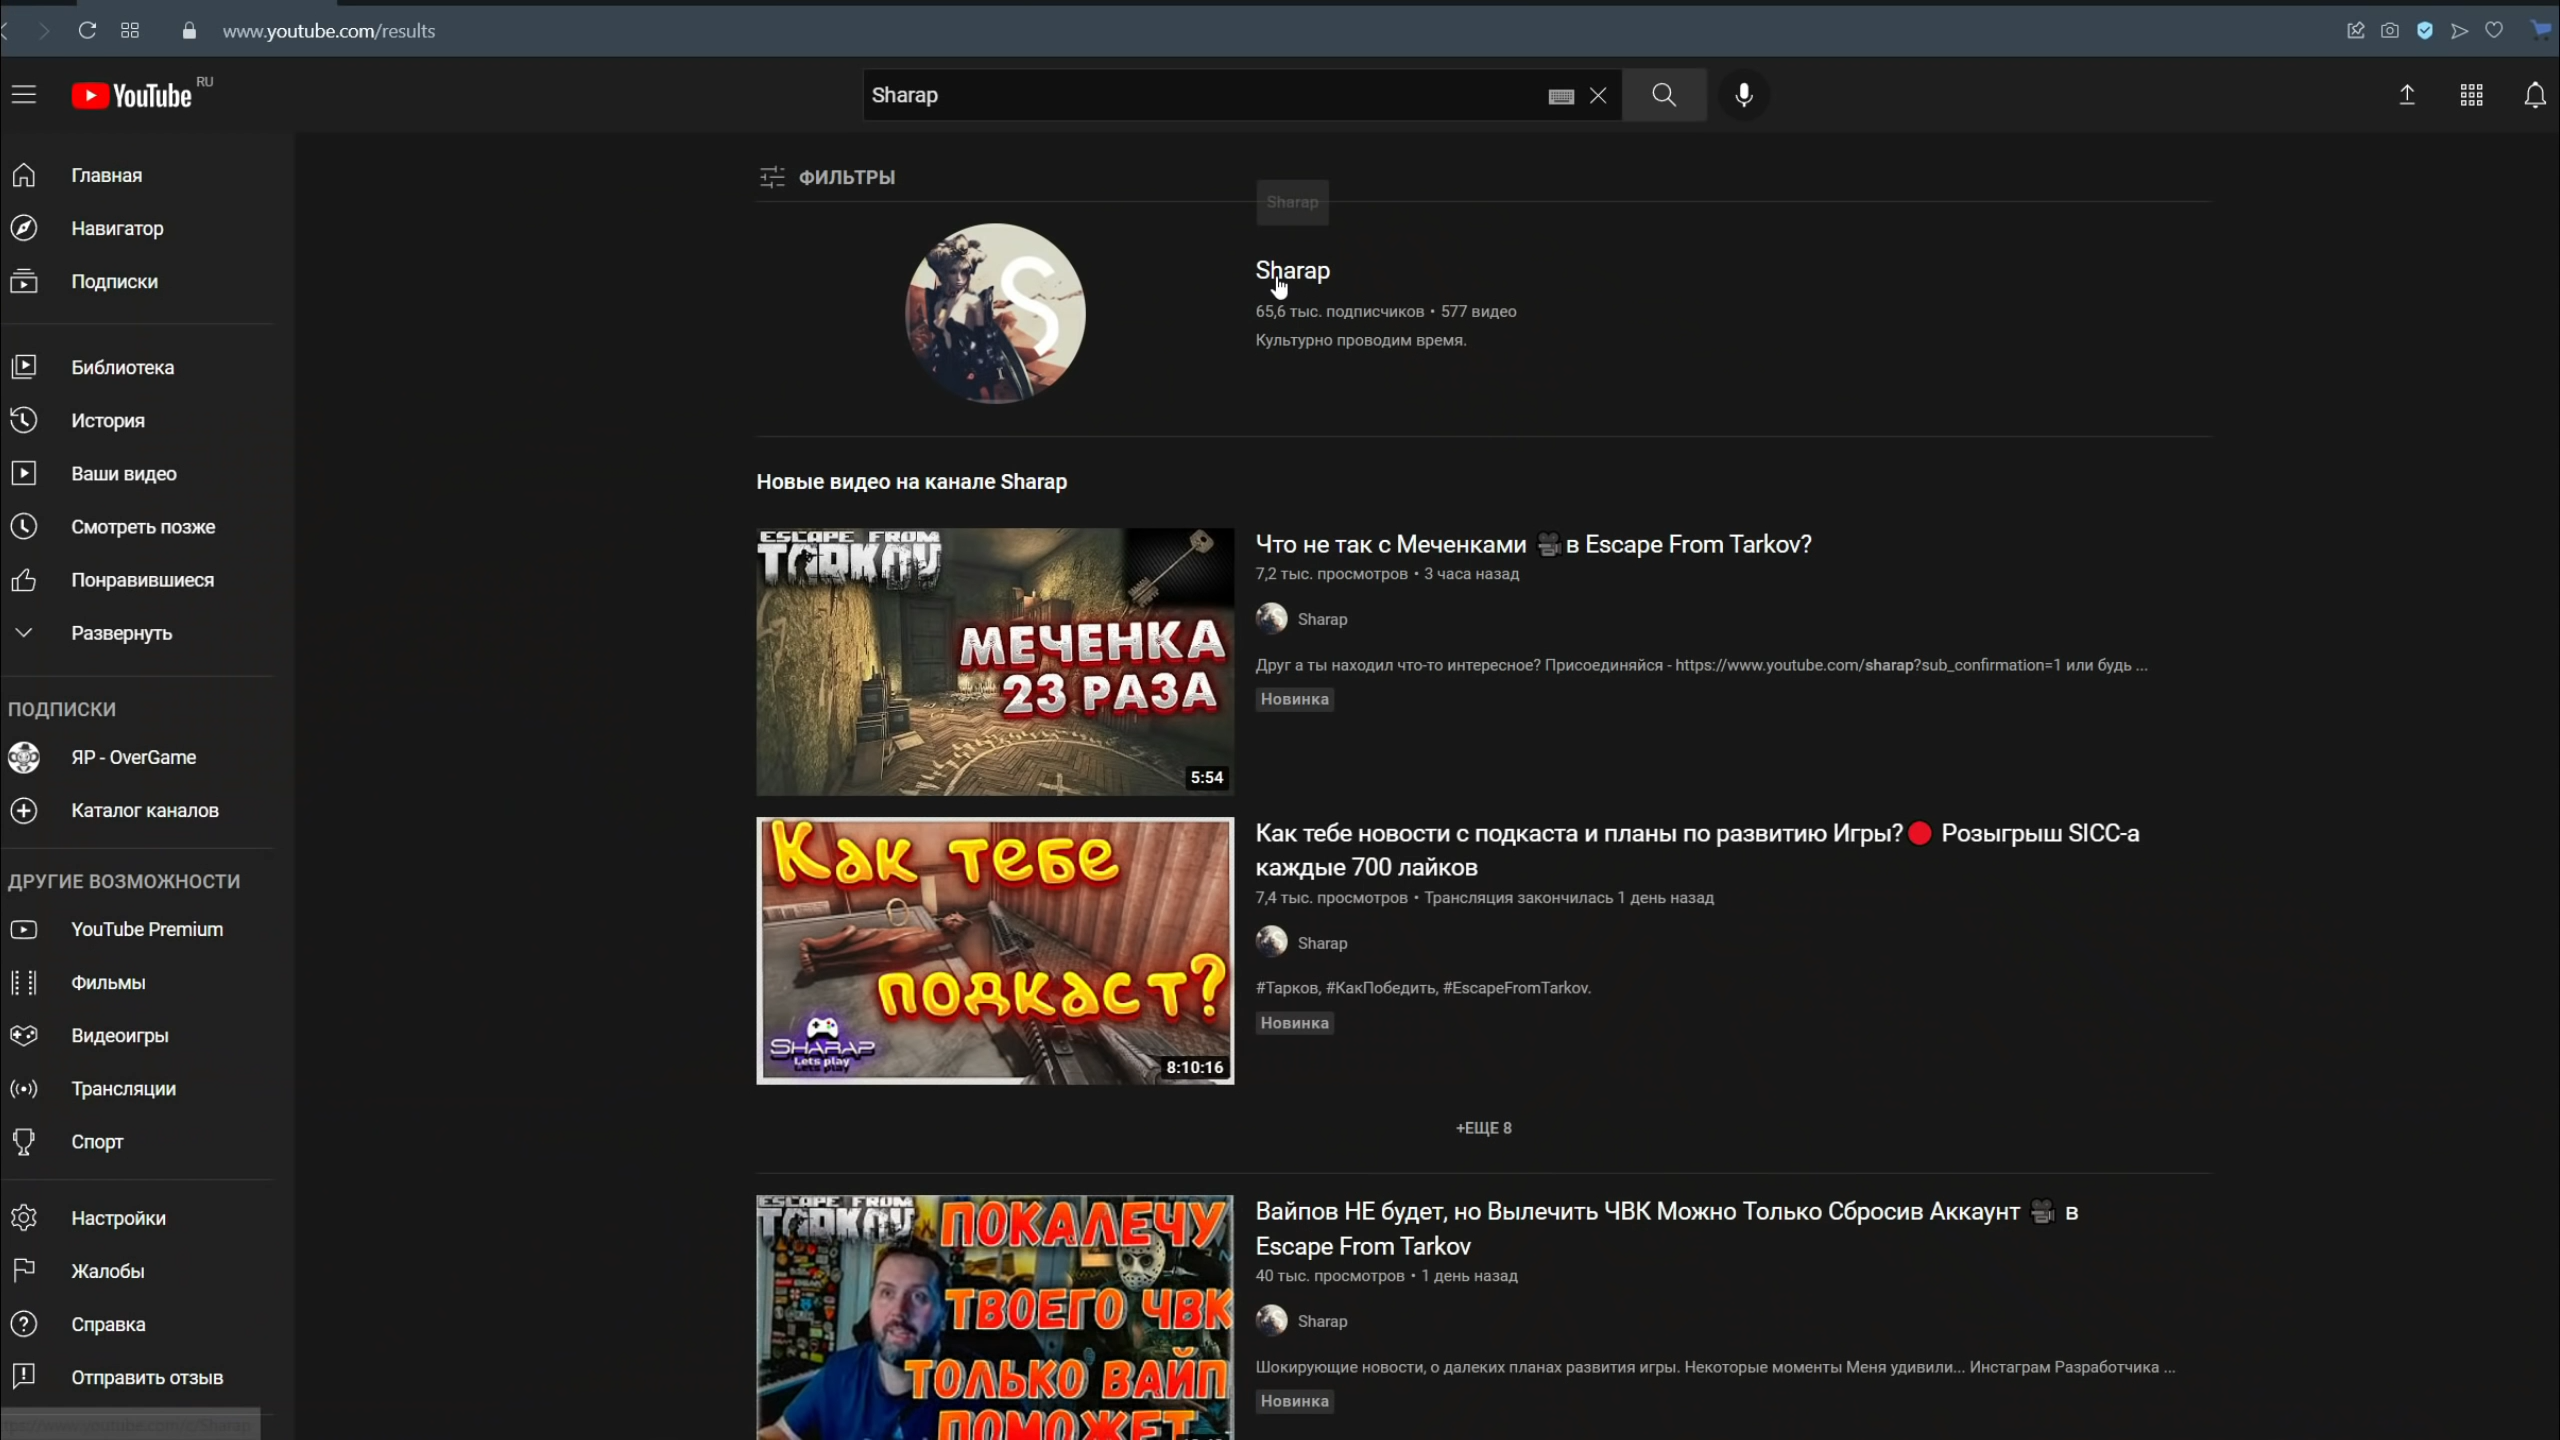 www.youtube.com/results
YouTube RU
Sharap
Главная
Навигатор
Подписки
Библиотека
История
Ваши видео
Смотреть позже
Понравившиеся
Развернуть
ПОДПИСКИ
ЯР - OverGame
Каталог каналов
ДРУГИЕ ВОЗМОЖНОСТИ
YouTube Premium
Фильмы
Видеоигры
Трансляции
Спорт
Настройки
Жалобы
Справка
Отправить отзыв
ФИЛЬТРЫ
Sharap
S
Sharap
65,6 тыс. подписчиков • 577 видео
Культурно проводим время.
Новые видео на канале Sharap
ESCAPE FROM
TARKOV
МЕЧЕНКА
23 РАЗА
5:54
Что не так с Меченками 🎥в Escape From Tarkov?
7,2 тыс. просмотров • 3 часа назад
Sharap
Друг а ты находил что-то интересное? Присоединяйся - https://www.youtube.com/sharap?sub_confirmation=1 или будь ...
Новинка
Как тебе
подкаст?
SHARAP
Lets play
8:10:16
Как тебе новости с подкаста и планы по развитию Игры?🔴 Розыгрыш SICC-а
каждые 700 лайков
7,4 тыс. просмотров • Трансляция закончилась 1 день назад
Sharap
#Тарков, #КакПобедить, #EscapeFromTarkov.
Новинка
+ЕЩЕ 8
ESCAPE FROM
TARKOV
ПОКАЛЕЧУ
ТВОЕГО ЧВК
ТОЛЬКО ВАЙП
ПОМОЖЕТ
Вайпов НЕ будет, но Вылечить ЧВК Можно Только Сбросив Аккаунт 🎥 в
Escape From Tarkov
40 тыс. просмотров • 1 день назад
Sharap
Шокирующие новости, о далеких планах развития игры. Некоторые моменты Меня удивили... Инстаграм Разработчика ...
Новинка